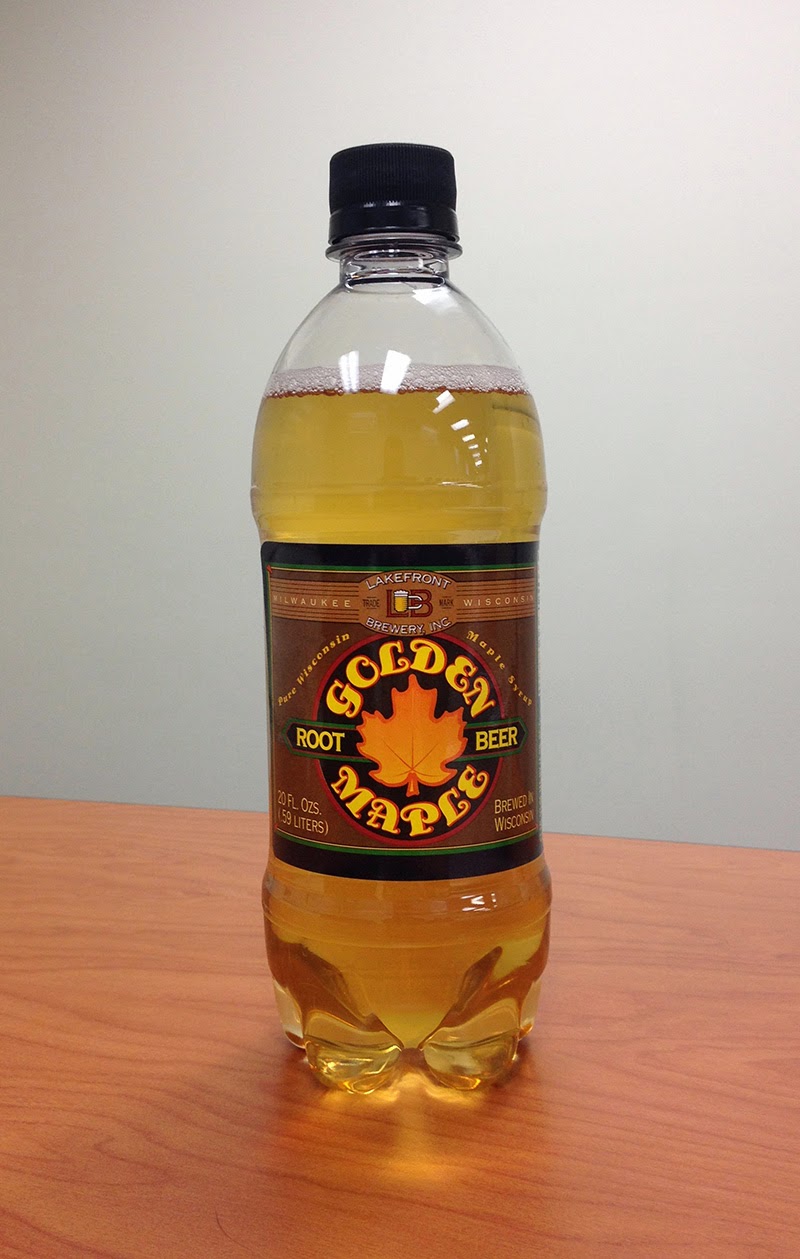 LAKEFRONT
MILWAUKEE TRADE LB MARK WISCONSIN
BREWERY, INC.
Pure Wisconsin Maple Syrup
GOLDEN
ROOT BEER
MAPLE
20 FL. OZS.
(.59 LITERS)
BREWED IN
WISCONSIN